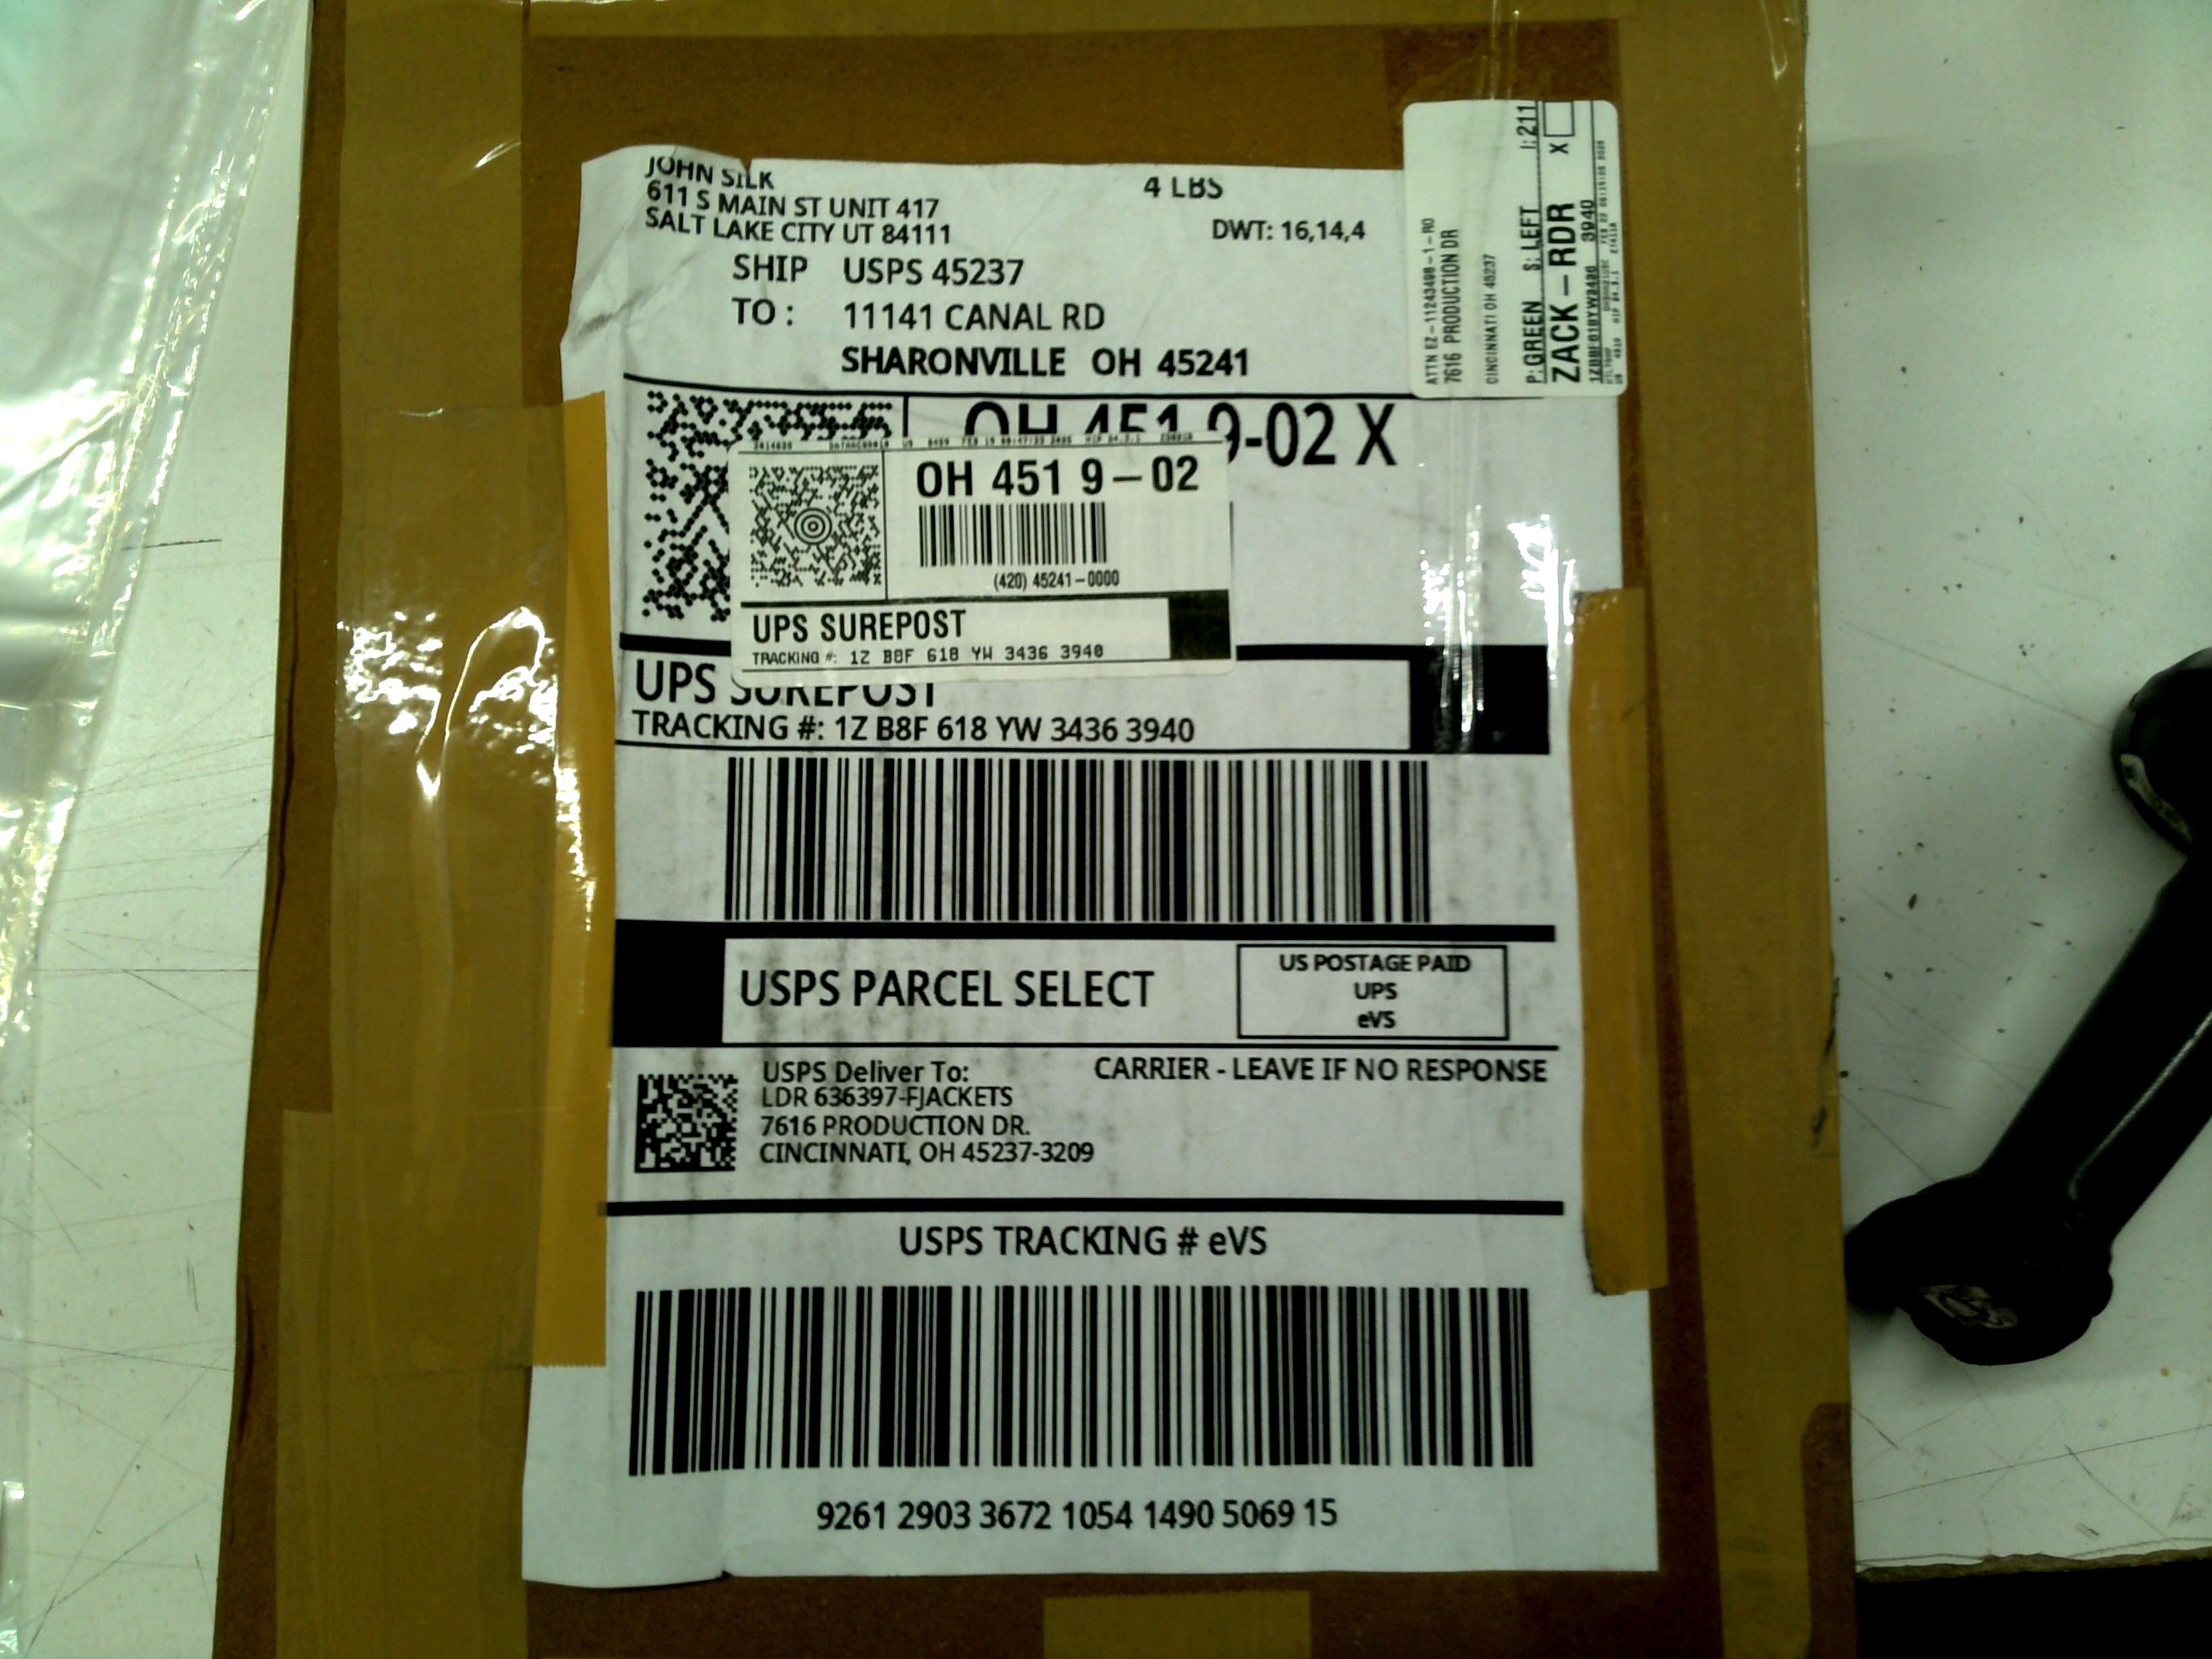 JOHN SILK
611 S MAIN ST UNIT 417
SALT LAKE CITY UT 84111
4 LBS
DWT: 16,14,4
SHIP TO :
USPS 45237
11141 CANAL RD
SHARONVILLE OH 45241
OH 451 9-02 X
OH 451 9-02
(420) 45241-0000
UPS SUREPOST
TRACKING #: 1Z B8F 618 YW 3436 3940
UPS SUREPOST
TRACKING #: 1Z B8F 618 YW 3436 3940
USPS PARCEL SELECT
US POSTAGE PAID
UPS
eVS
USPS Deliver To:
CARRIER - LEAVE IF NO RESPONSE
LDR 636397-FJACKETS
7616 PRODUCTION DR.
CINCINNATI, OH 45237-3209
USPS TRACKING # eVS
9261 2903 3672 1054 1490 5069 15
ATTN EZ-11243498-1-RO
7616 PRODUCTION DR
CINCINNATI OH 45237
P: GREEN S: LEFT I: 211
ZACK-RDR X
1ZB8F618YW3436 3940